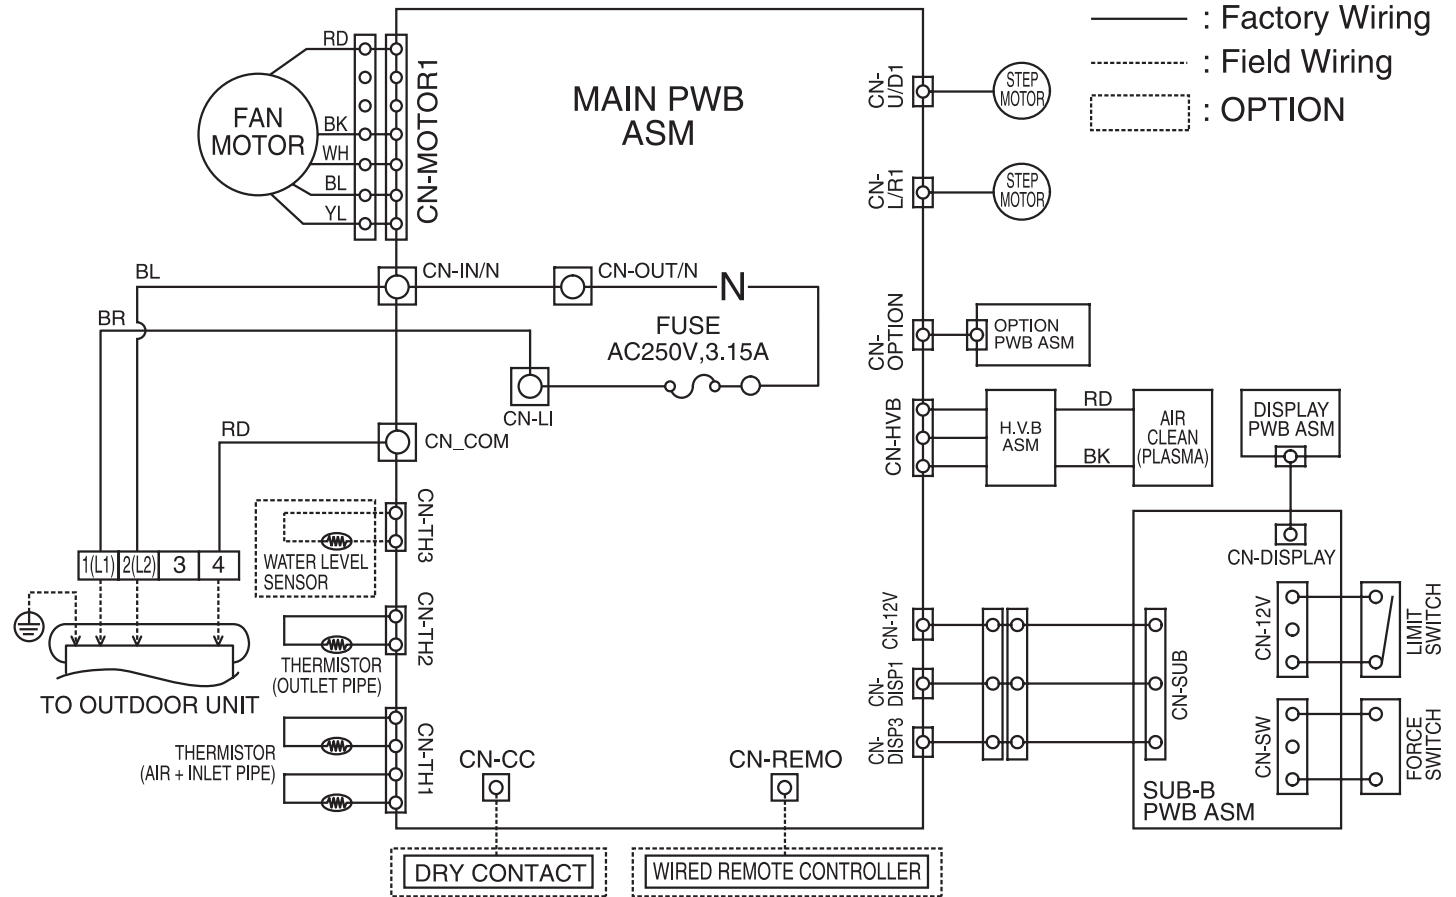 : Factory Wiring
: Field Wiring
: OPTION
RD
BK
WH
BL
YL
FAN
MOTOR
CN-MOTOR1
MAIN PWB
ASM
CN-
U/D1
STEP
MOTOR
CN-
L/R1
STEP
MOTOR
BL
CN-IN/N
CN-OUT/N
N
BR
FUSE
AC250V,3.15A
CN-LI
RD
CN_COM
CN-
OPTION
OPTION
PWB ASM
CN-HVB
H.V.B
ASM
RD
BK
AIR
CLEAN
(PLASMA)
DISPLAY
PWB ASM
CN-DISPLAY
CN-TH3
WATER LEVEL
SENSOR
1(L1) 2(L2) 3 4
TO OUTDOOR UNIT
CN-TH2
THERMISTOR
(OUTLET PIPE)
CN-TH1
THERMISTOR
(AIR + INLET PIPE)
CN-12V
CN-
DISP1
CN-
DISP3
CN-SUB
CN-12V
LIMIT
SWITCH
CN-SW
FORCE
SWITCH
SUB-B
PWB ASM
CN-CC
DRY CONTACT
CN-REMO
WIRED REMOTE CONTROLLER